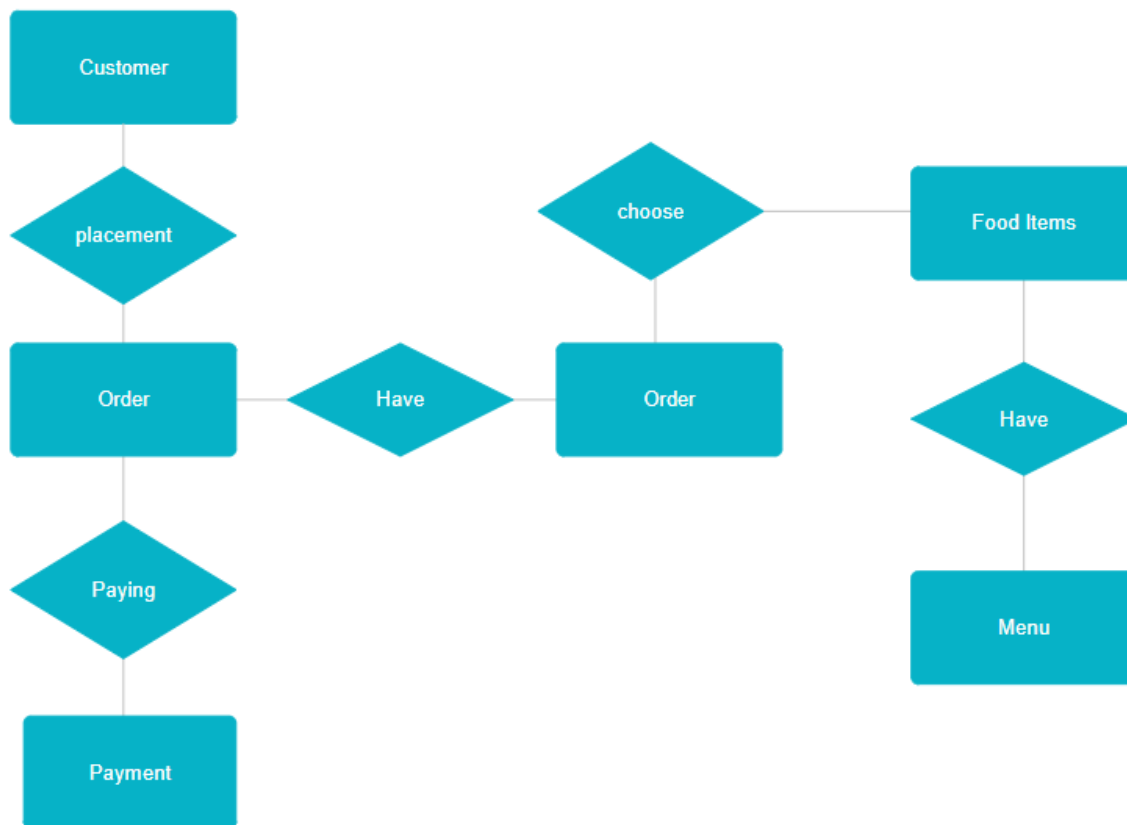 Customer
placement
choose
Food Items
Order
Have
Order
Have
Paying
Menu
Payment